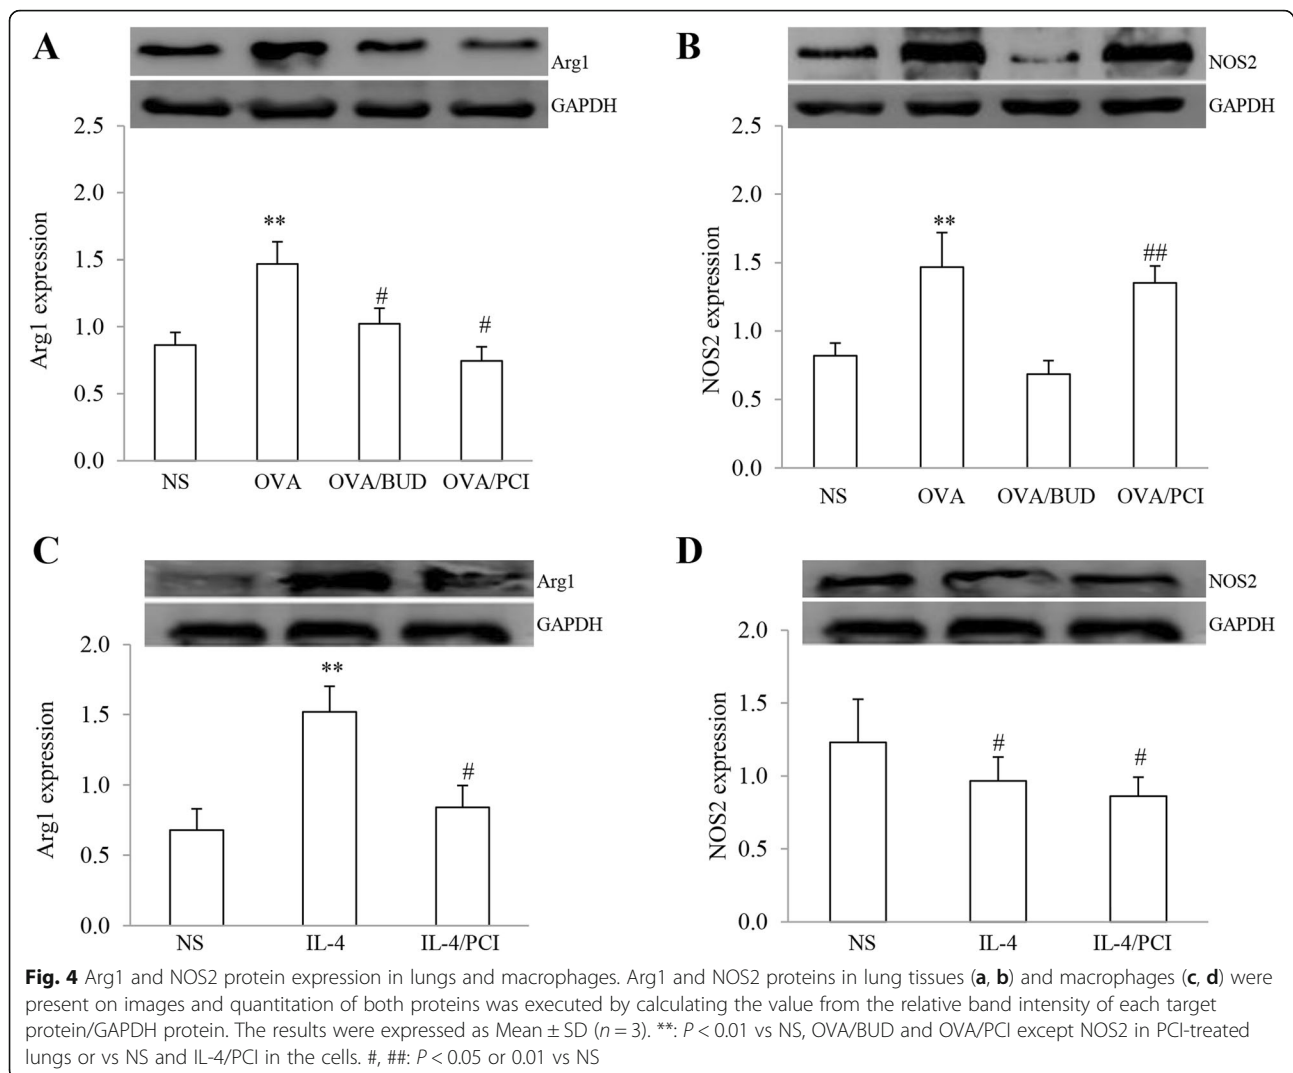 A
Arg1
GAPDH
2.5
2.0
1.5
1.0
0.5
0.0
Arg1 expression
**
#
#
NS OVA OVA/BUD OVA/PCI
B
NOS2
GAPDH
2.5
2.0
1.5
1.0
0.5
0.0
NOS2 expression
**
##
NS OVA OVA/BUD OVA/PCI
C
Arg1
GAPDH
2.0
1.5
1.0
0.5
0.0
Arg1 expression
**
#
NS IL-4 IL-4/PCI
D
NOS2
GAPDH
2.0
1.5
1.0
0.5
0.0
NOS2 expression
#
#
NS IL-4 IL-4/PCI
Fig. 4 Arg1 and NOS2 protein expression in lungs and macrophages. Arg1 and NOS2 proteins in lung tissues (a, b) and macrophages (c, d) were
present on images and quantitation of both proteins was executed by calculating the value from the relative band intensity of each target
protein/GAPDH protein. The results were expressed as Mean ± SD (n = 3). **: P < 0.01 vs NS, OVA/BUD and OVA/PCI except NOS2 in PCI-treated
lungs or vs NS and IL-4/PCI in the cells. #, ##: P < 0.05 or 0.01 vs NS